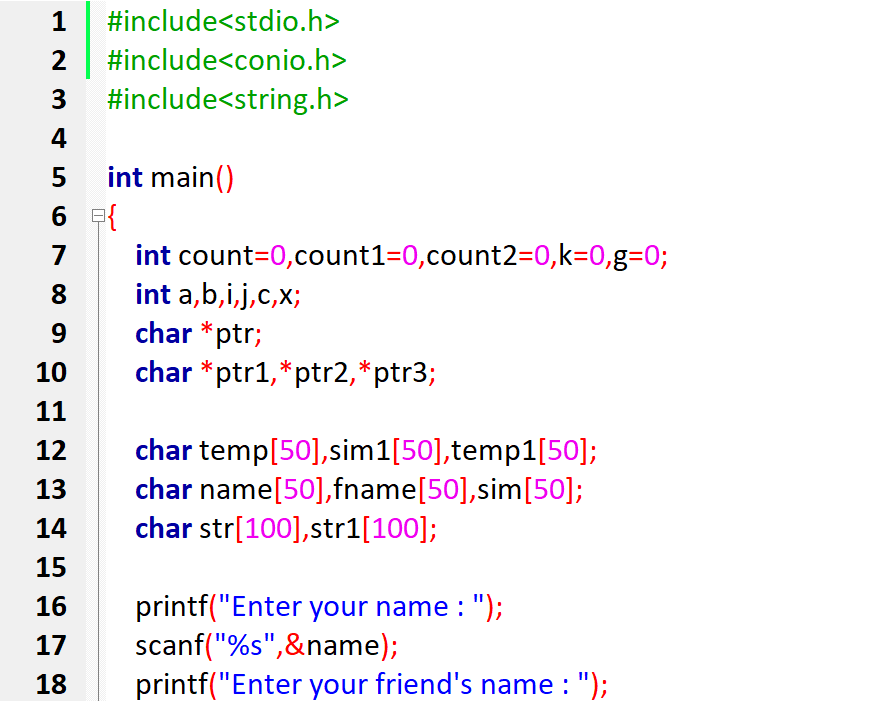 1 #include<stdio.h>
2 #include<conio.h>
3 #include<string.h>
4
5 int main()
6 {
7 int count=0,count1=0,count2=0,k=0,g=0;
8 int a,b,i,j,c,x;
9 char *ptr;
10 char *ptr1,*ptr2,*ptr3;
11
12 char temp[50],sim1[50],temp1[50];
13 char name[50],fname[50],sim[50];
14 char str[100],str1[100];
15
16 printf("Enter your name : ");
17 scanf("%s",&name);
18 printf("Enter your friend's name : ");